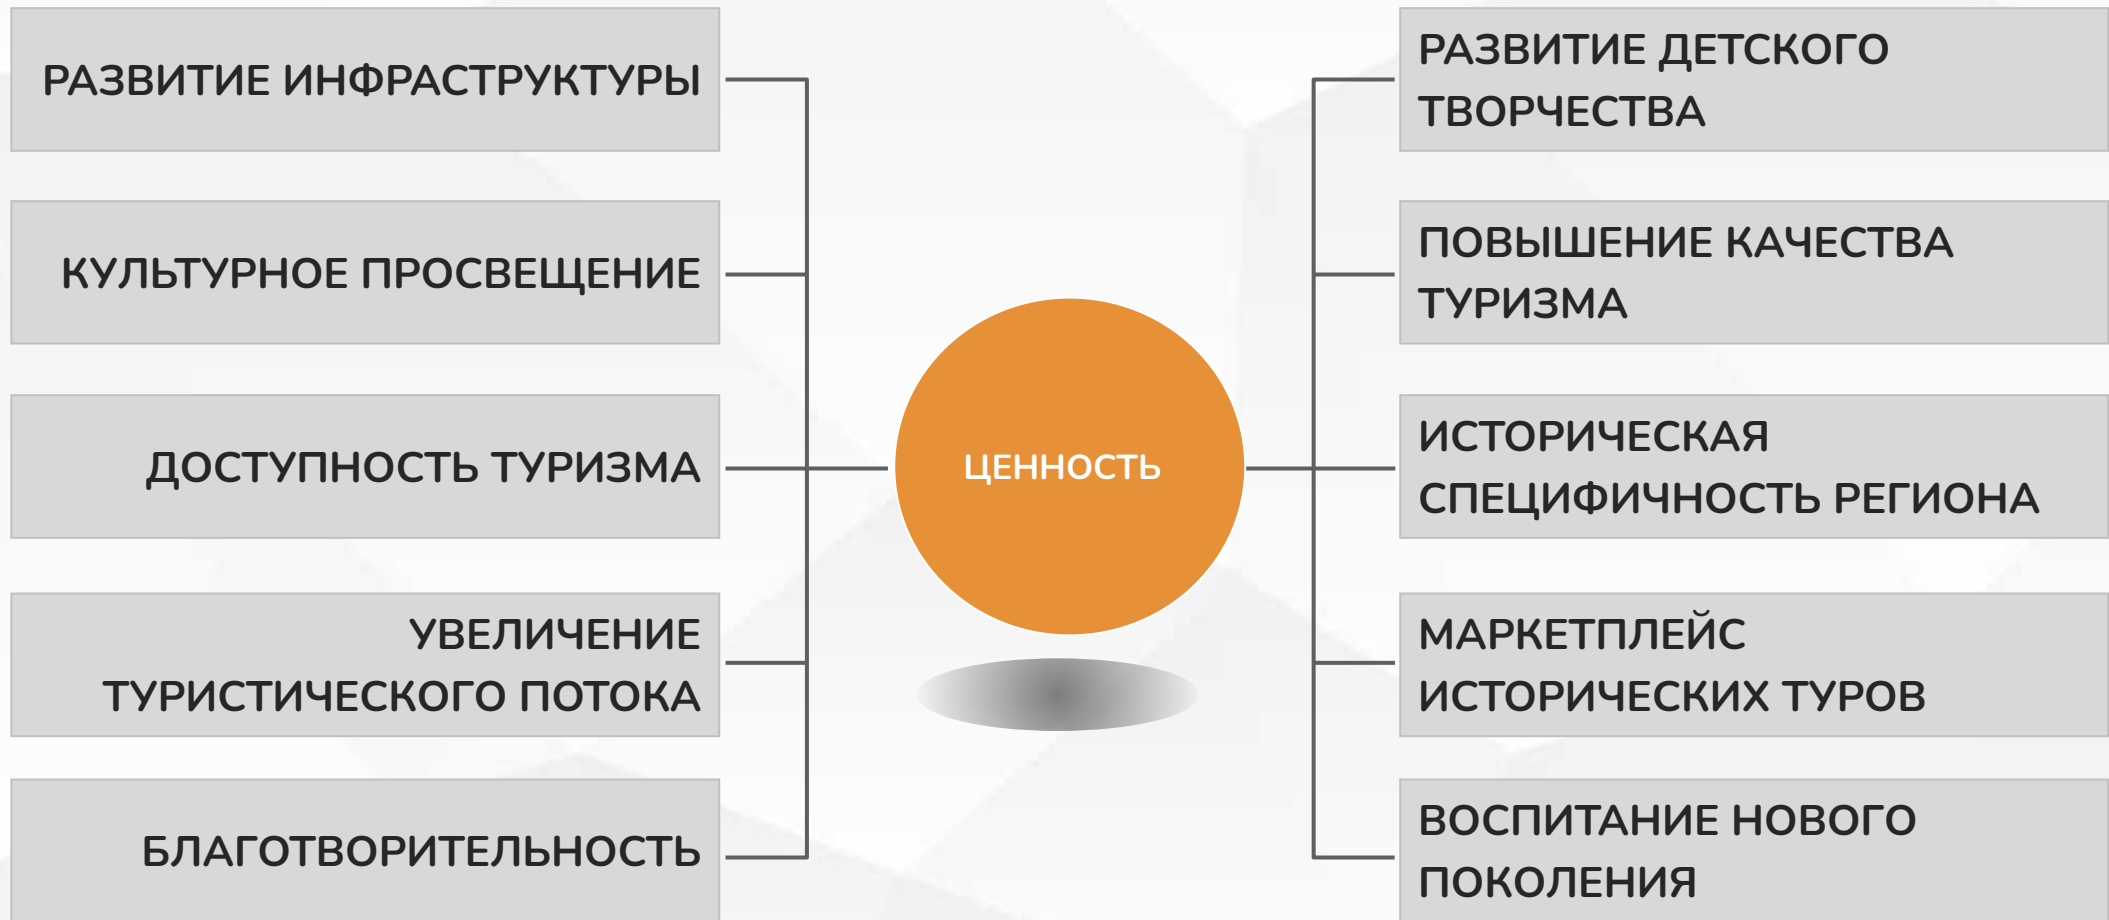 РАЗВИТИЕ ИНФРАСТРУКТУРЫ
КУЛЬТУРНОЕ ПРОСВЕЩЕНИЕ
ДОСТУПНОСТЬ ТУРИЗМА
УВЕЛИЧЕНИЕ
ТУРИСТИЧЕСКОГО ПОТОКА
БЛАГОТВОРИТЕЛЬНОСТЬ
ЦЕННОСТЬ
РАЗВИТИЕ ДЕТСКОГО
ТВОРЧЕСТВА
ПОВЫШЕНИЕ КАЧЕСТВА
ТУРИЗМА
ИСТОРИЧЕСКАЯ
СПЕЦИФИЧНОСТЬ РЕГИОНА
МАРКЕТПЛЕЙС
ИСТОРИЧЕСКИХ ТУРОВ
ВОСПИТАНИЕ НОВОГО
ПОКОЛЕНИЯ